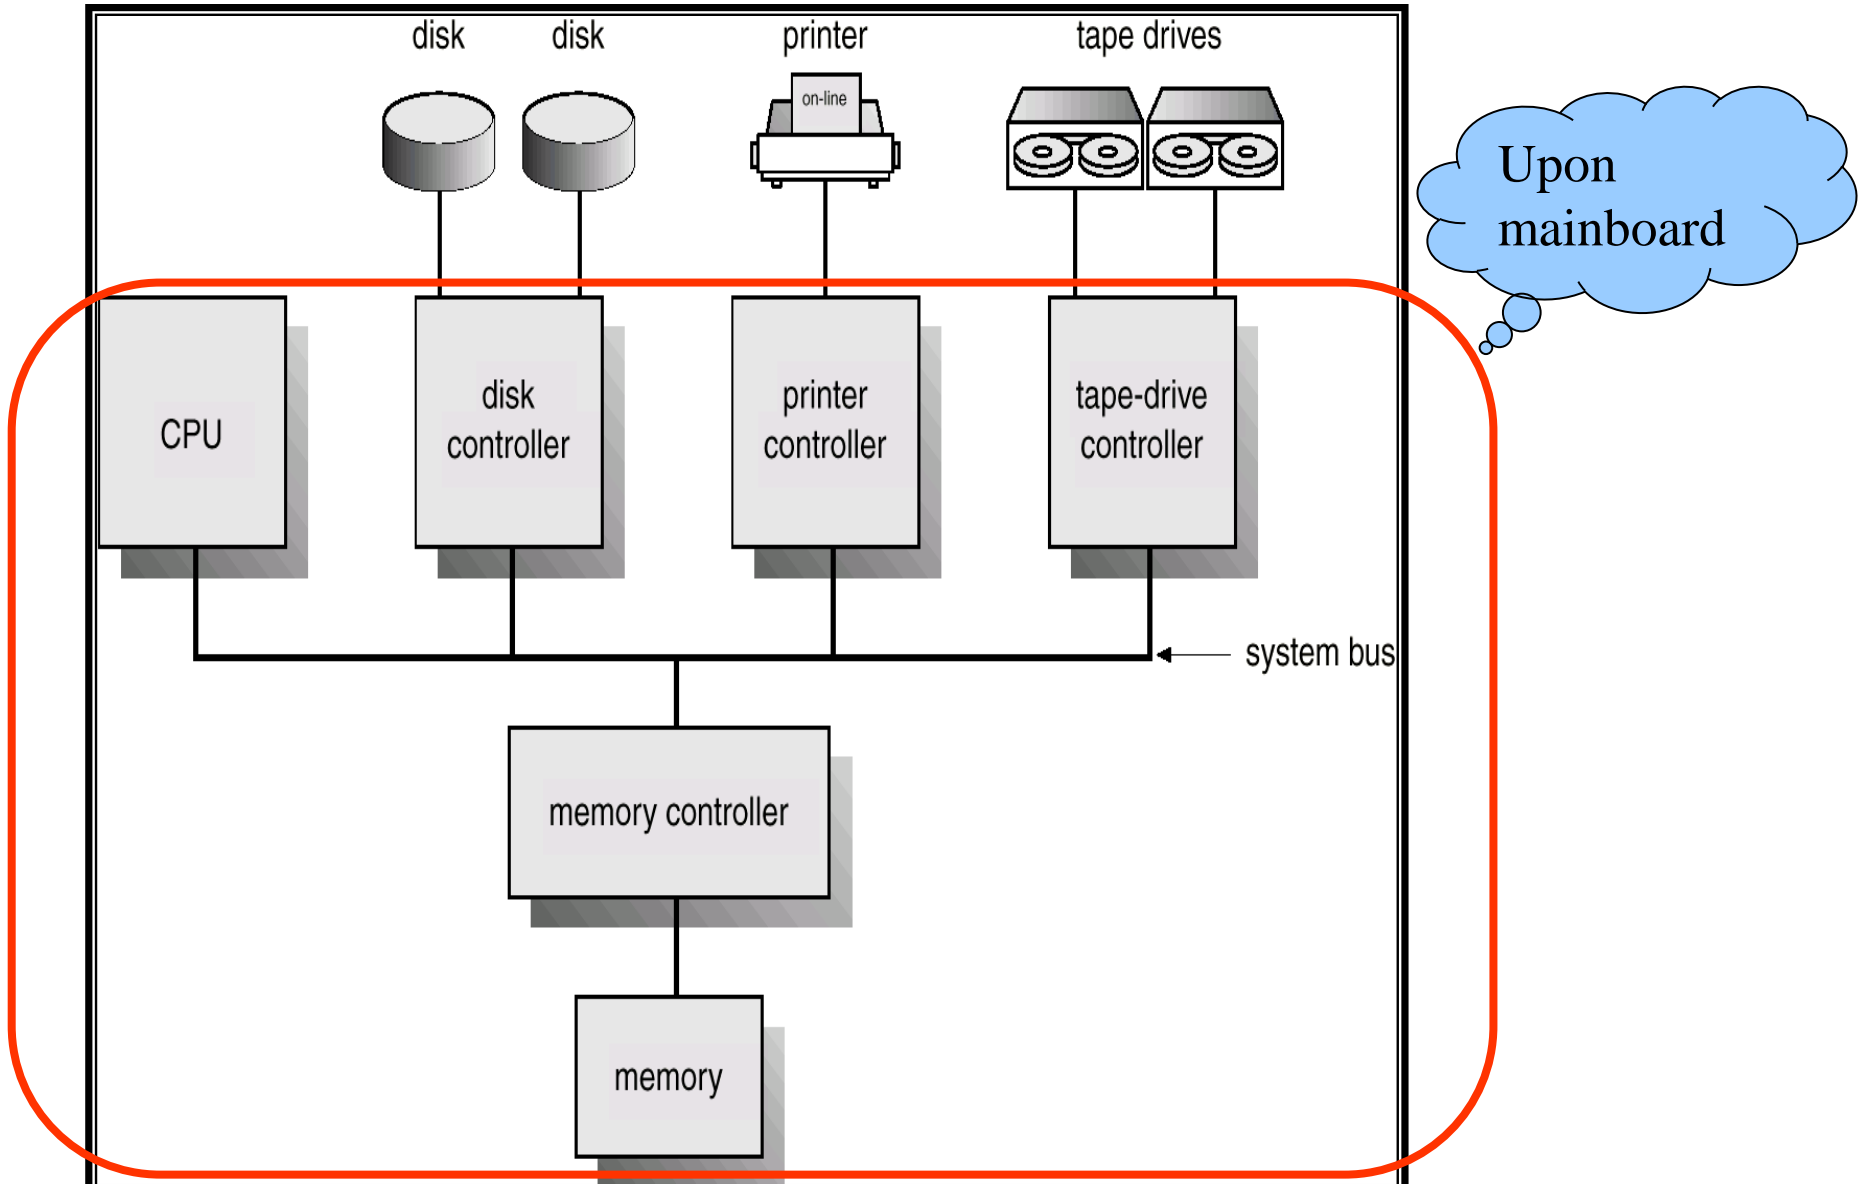 disk disk printer tape drives
on-line
Upon
mainboard
CPU
disk
controller
printer
controller
tape-drive
controller
system bus
memory controller
memory